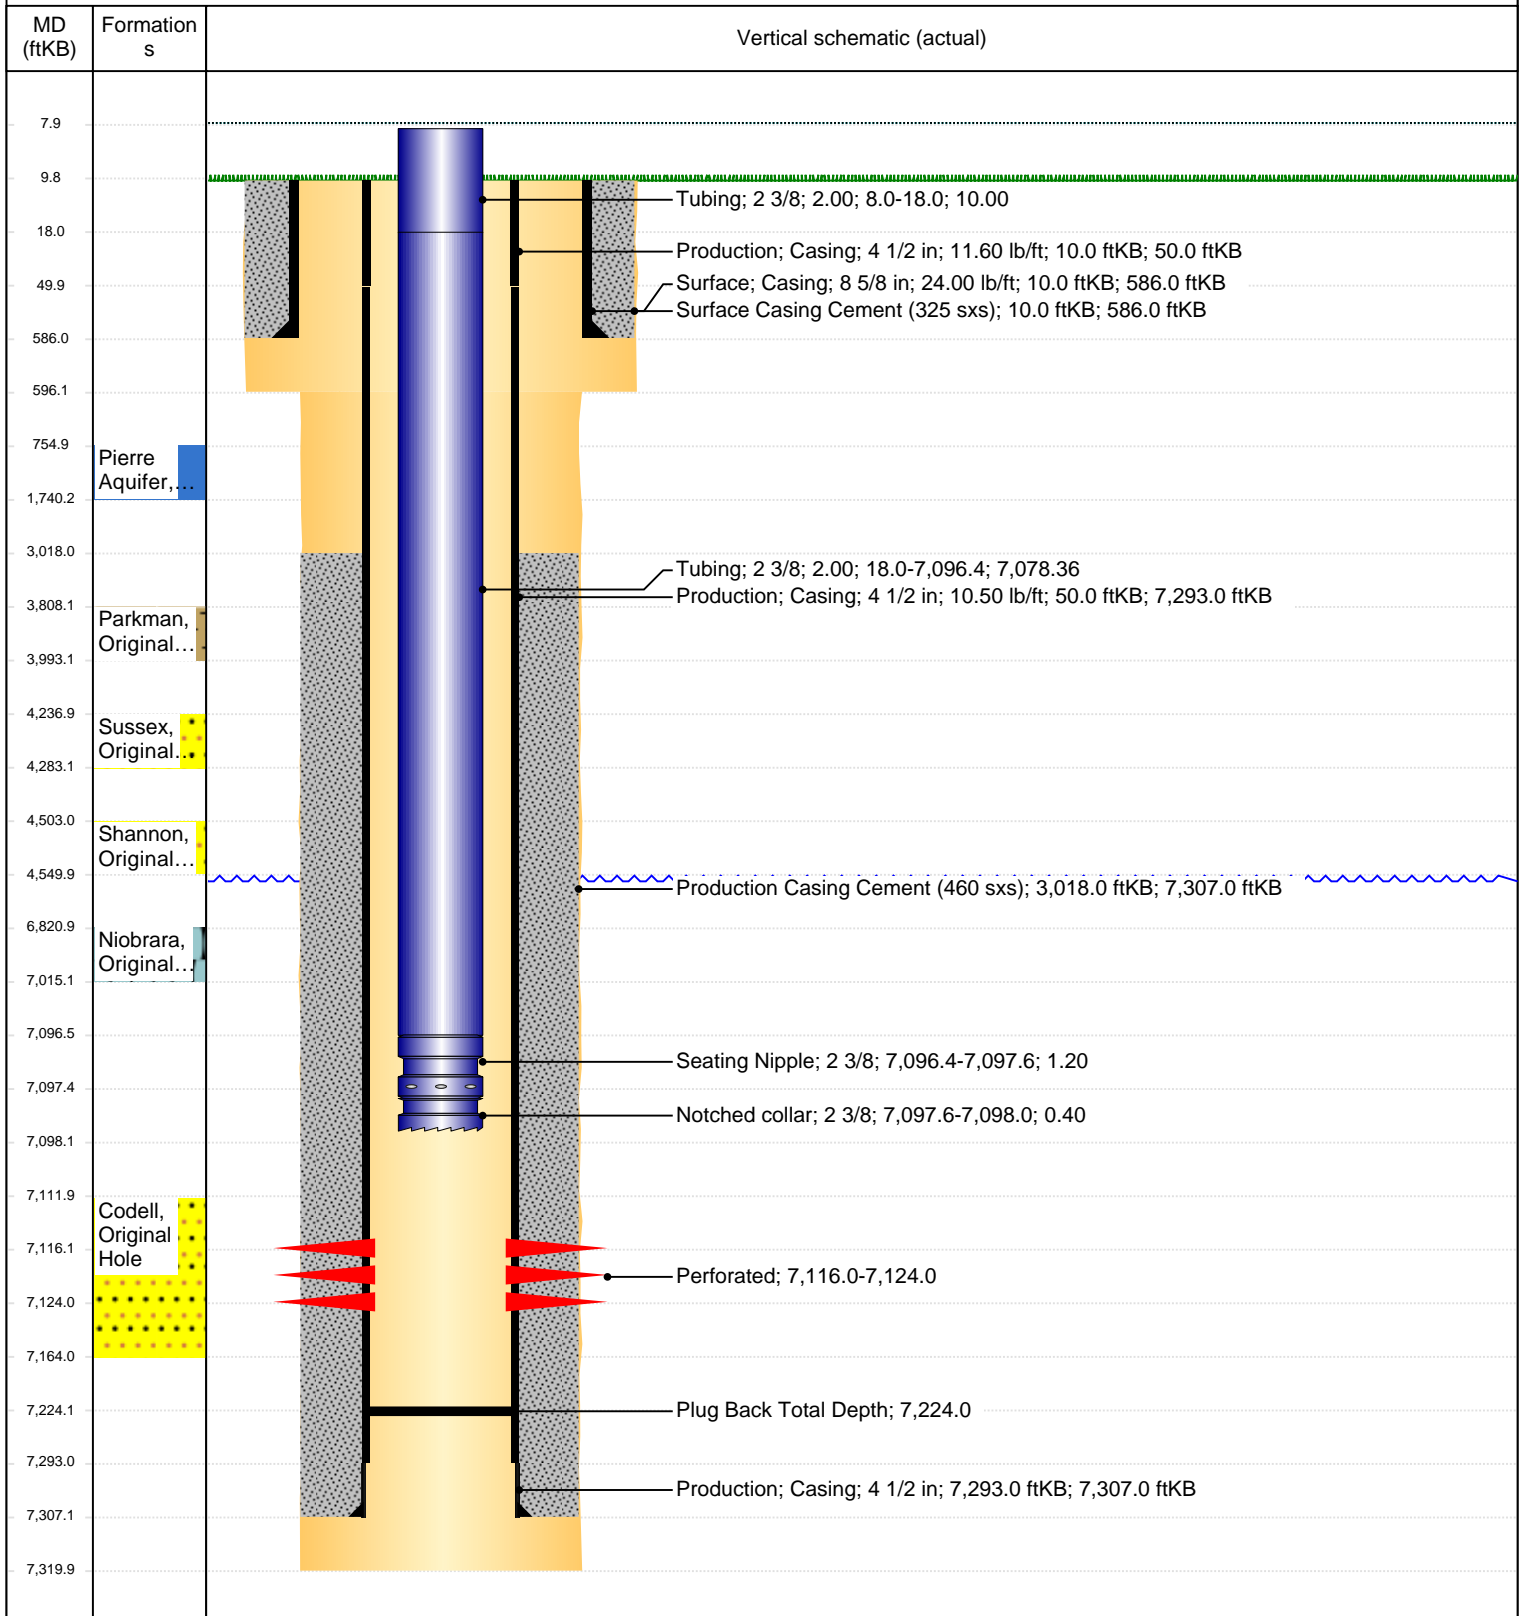 MD
(ftKB)
Formation
s
Vertical schematic (actual)
7.9
9.8
Tubing; 2 3/8; 2.00; 8.0-18.0; 10.00
18.0
Production; Casing; 4 1/2 in; 11.60 lb/ft; 10.0 ftKB; 50.0 ftKB
49.9
Surface; Casing; 8 5/8 in; 24.00 lb/ft; 10.0 ftKB; 586.0 ftKB
Surface Casing Cement (325 sxs); 10.0 ftKB; 586.0 ftKB
586.0
596.1
754.9
Pierre
Aquifer,...
1,740.2
3,018.0
Tubing; 2 3/8; 2.00; 18.0-7,096.4; 7,078.36
Production; Casing; 4 1/2 in; 10.50 lb/ft; 50.0 ftKB; 7,293.0 ftKB
3,808.1
Parkman,
Original...
3,993.1
4,236.9
Sussex,
Original...
4,283.1
4,503.0
Shannon,
Original...
4,549.9
Production Casing Cement (460 sxs); 3,018.0 ftKB; 7,307.0 ftKB
6,820.9
Niobrara,
Original...
7,015.1
7,096.5
Seating Nipple; 2 3/8; 7,096.4-7,097.6; 1.20
7,097.4
Notched collar; 2 3/8; 7,097.6-7,098.0; 0.40
7,098.1
7,111.9
Codell,
Original
Hole
7,116.1
Perforated; 7,116.0-7,124.0
7,124.0
7,164.0
7,224.1
Plug Back Total Depth; 7,224.0
7,293.0
Production; Casing; 4 1/2 in; 7,293.0 ftKB; 7,307.0 ftKB
7,307.1
7,319.9